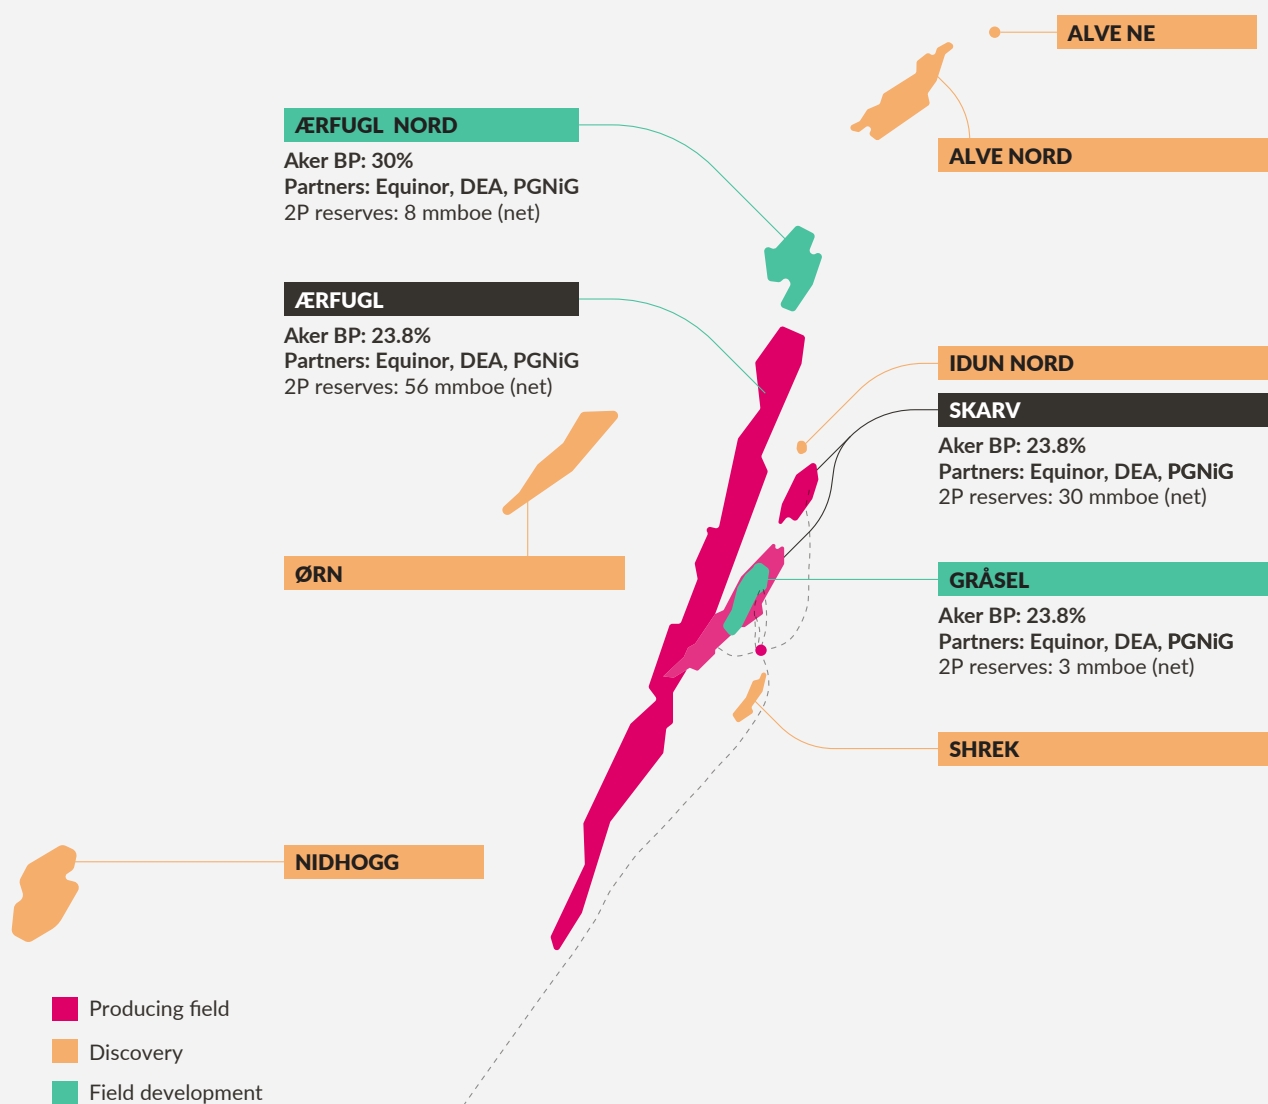 ALVE NE
ALVE NORD
ÆRFUGL NORD
Aker BP: 30%
Partners: Equinor, DEA, PGNiG
2P reserves: 8 mmboe (net)
ÆRFUGL
Aker BP: 23.8%
Partners: Equinor, DEA, PGNiG
2P reserves: 56 mmboe (net)
IDUN NORD
SKARV
Aker BP: 23.8%
Partners: Equinor, DEA, PGNiG
2P reserves: 30 mmboe (net)
ØRN
GRÅSEL
Aker BP: 23.8%
Partners: Equinor, DEA, PGNiG
2P reserves: 3 mmboe (net)
SHREK
NIDHOGG
Producing field
Discovery
Field development